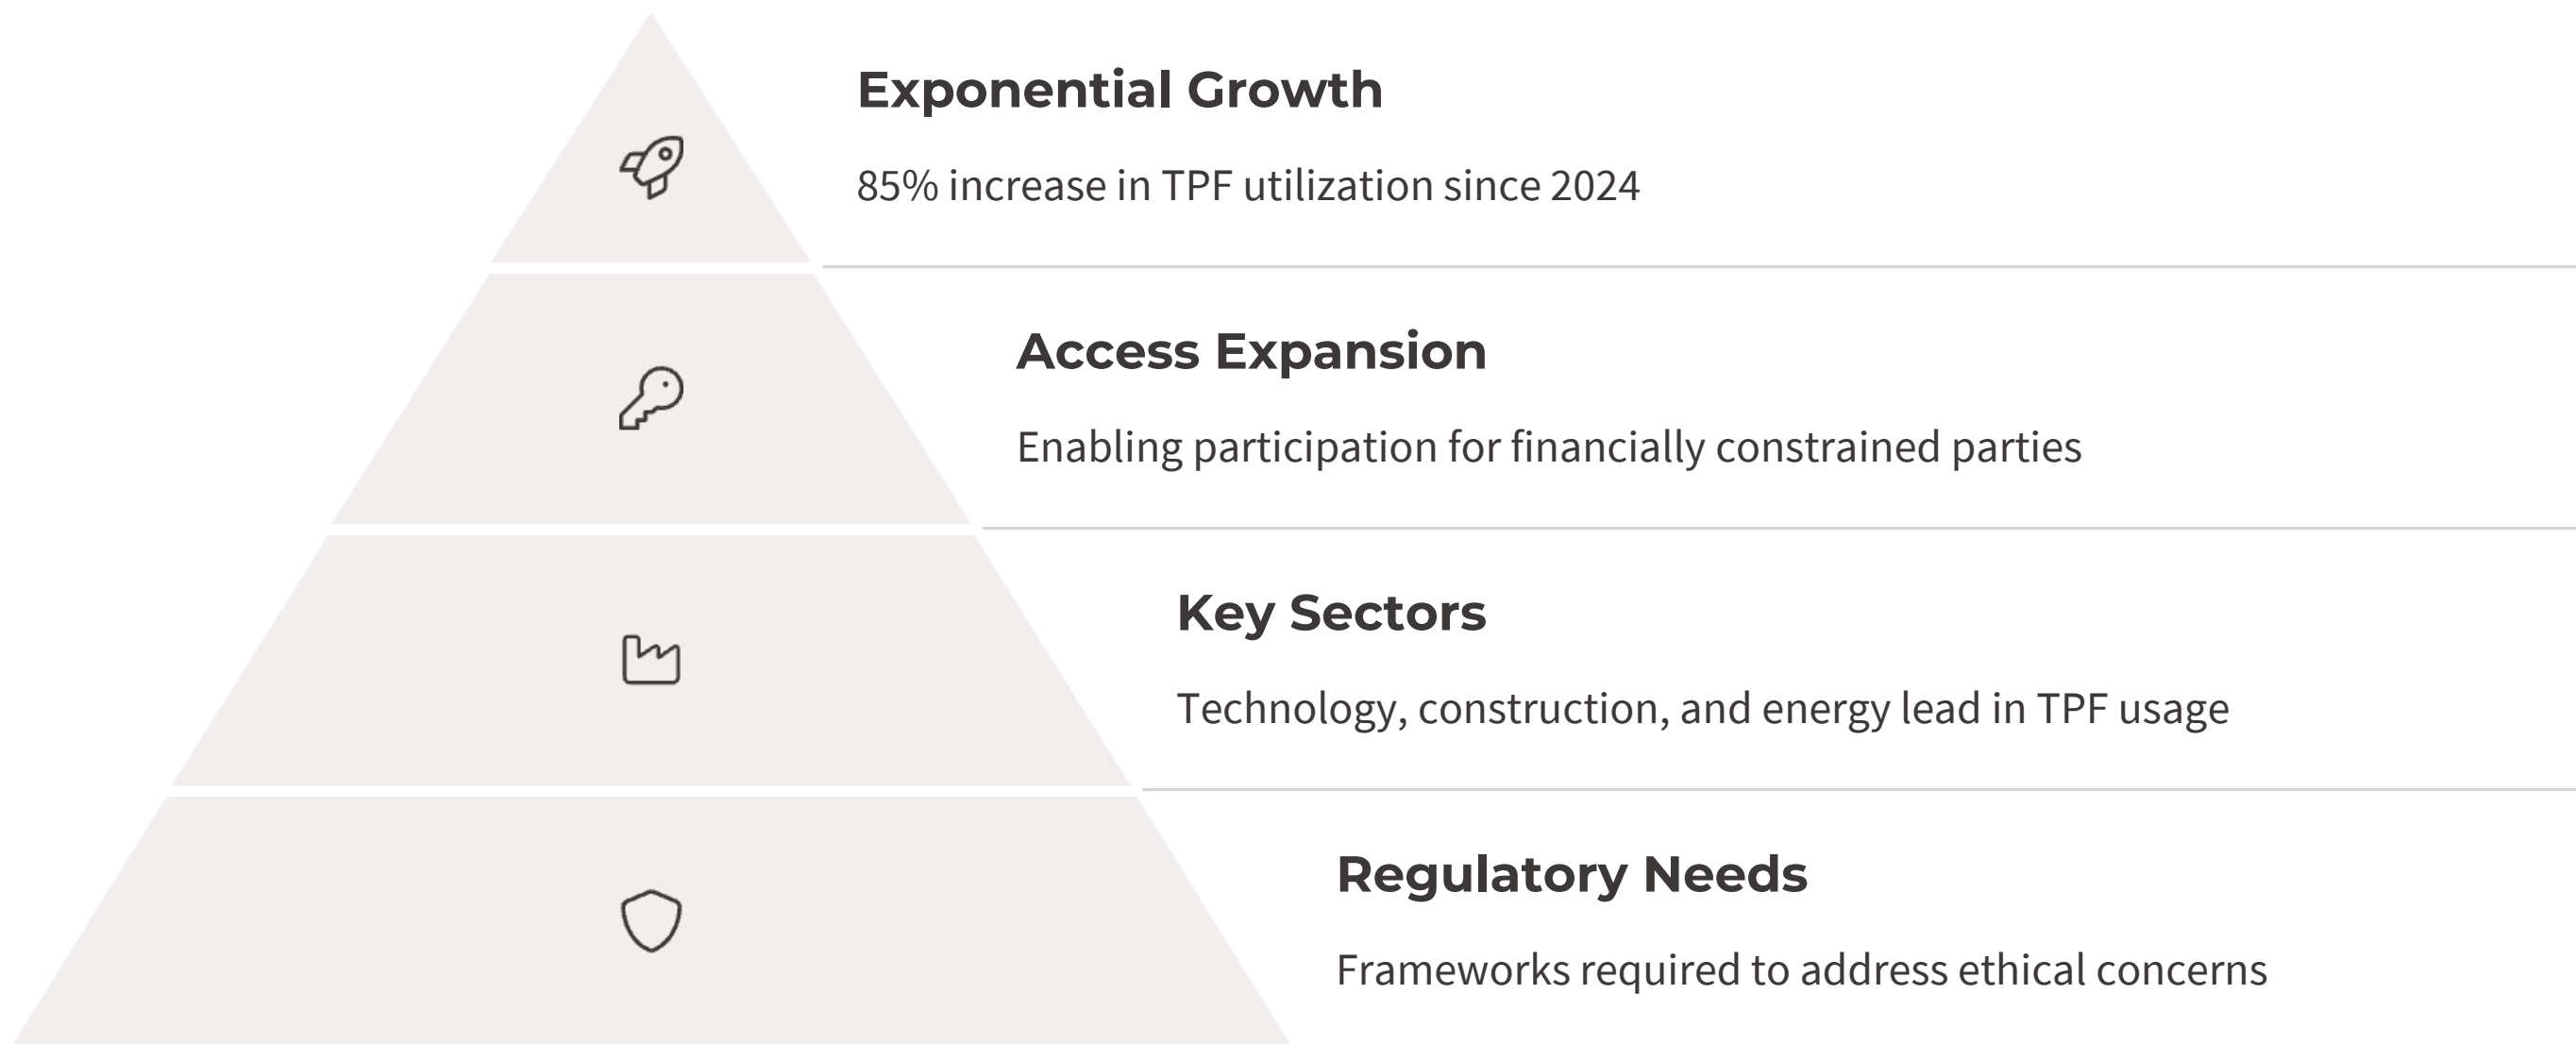 Exponential Growth
85% increase in TPF utilization since 2024
Access Expansion
Enabling participation for financially constrained parties
Key Sectors
Technology, construction, and energy lead in TPF usage
Regulatory Needs
Frameworks required to address ethical concerns